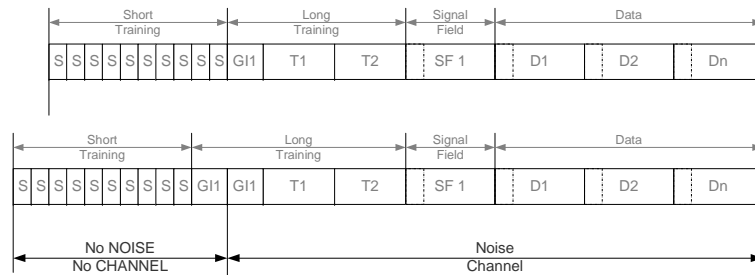 Short Training Long Training Signal Field Data
S S S S S S S S S S GI1 T1 T2 SF 1 D1 D2 Dn
Short Training Long Training Signal Field Data
S S S S S S S S S S GI1 GI1 T1 T2 SF 1 D1 D2 Dn
No NOISE Noise
No CHANNEL Channel